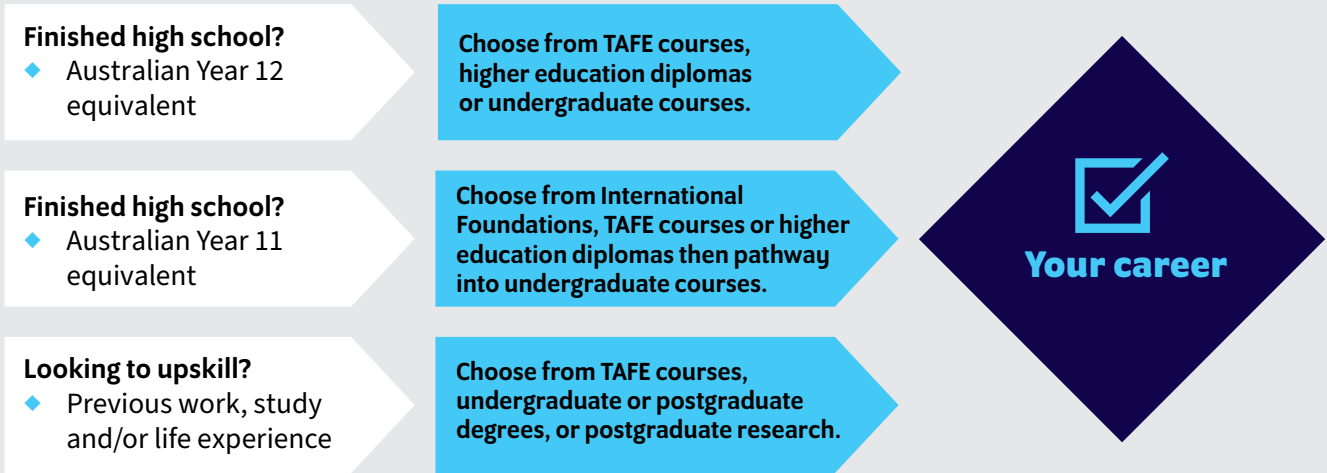 Finished high school?
◆ Australian Year 12
equivalent
Choose from TAFE courses,
higher education diplomas
or undergraduate courses.
Finished high school?
◆ Australian Year 11
equivalent
Choose from International
Foundations, TAFE courses or higher
education diplomas then pathway
into undergraduate courses.
Looking to upskill?
◆ Previous work, study
and/or life experience
Choose from TAFE courses,
undergraduate or postgraduate
degrees, or postgraduate research.
Your career